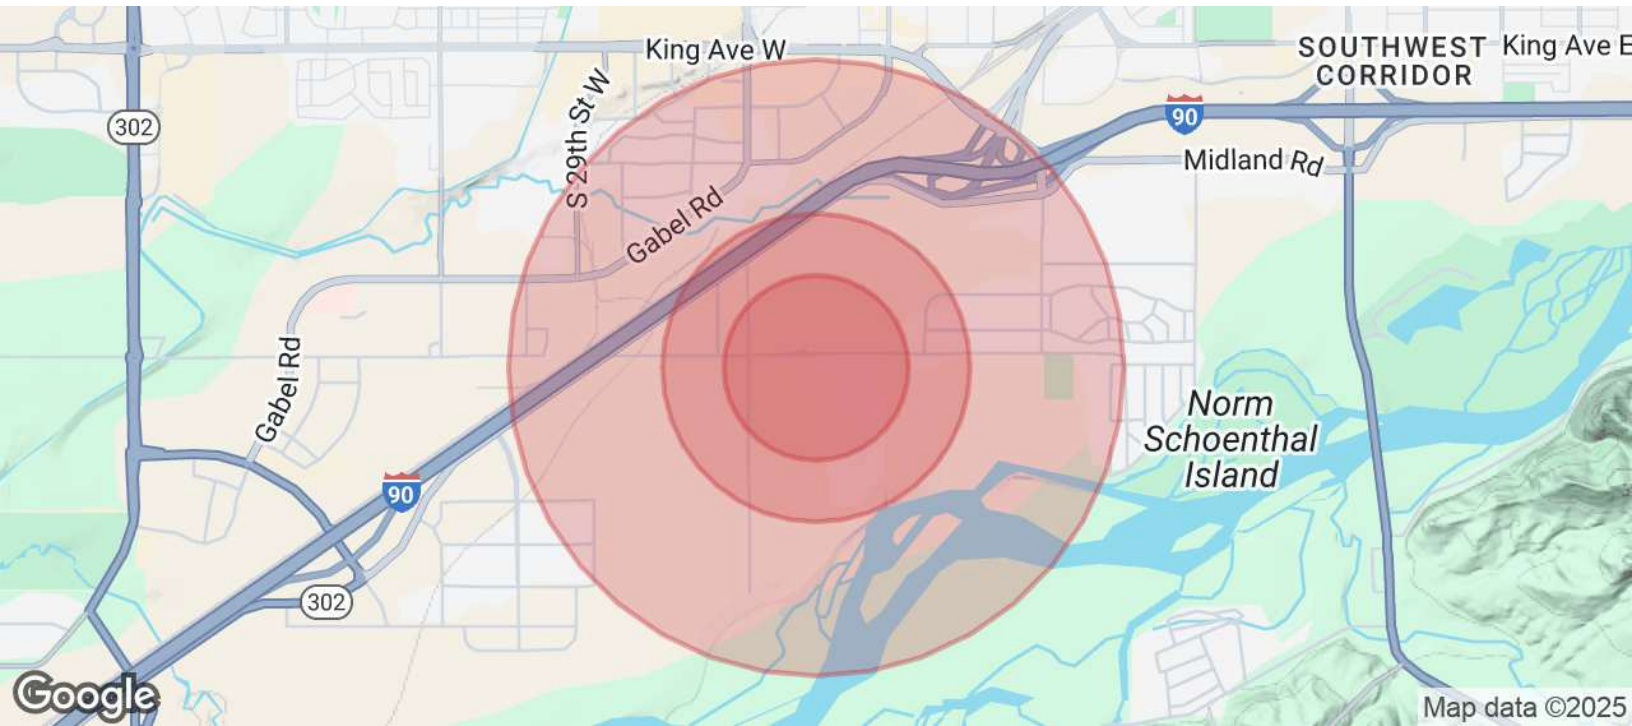 King Ave W
SOUTHWEST
CORRIDOR
King Ave E
302
S 29th St W
90
Midland Rd
Gabel Rd
Gabel Rd
Norm
Schoenthal
Island
90
302
Google
Map data ©2025